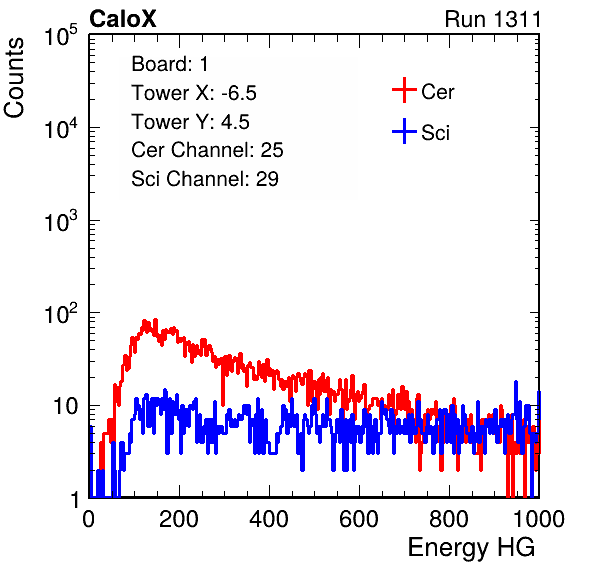 CaloX Run 1311
Counts
Board: 1
Tower X: -6.5
Tower Y: 4.5
Cer Channel: 25
Sci Channel: 29
Cer
Sci
10^5
10^4
10^3
10^2
10
1
0 200 400 600 800 1000
Energy HG